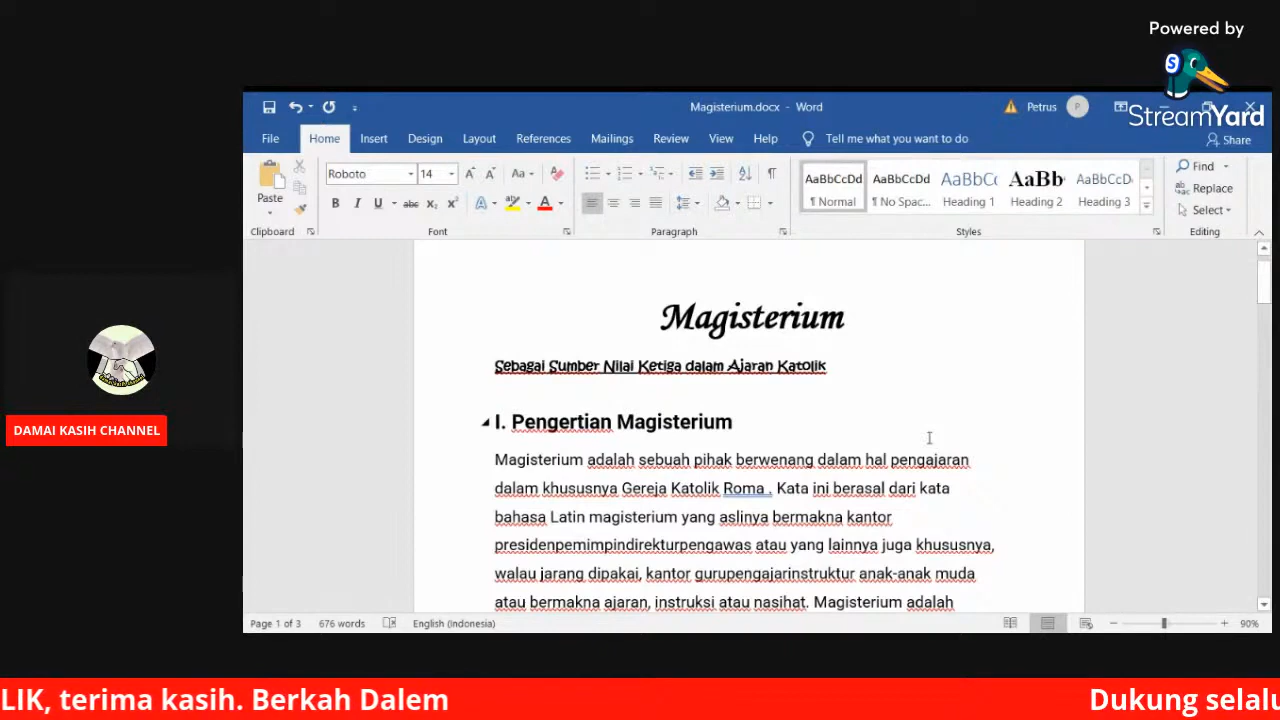 Powered by
StreamYard
Magisterium.docx - Word
Petrus
P
File Home Insert Design Layout References Mailings Review View Help Tell me what you want to do
Share
Paste
Roboto 14
Aa
B I U abc x₂ x²
A
AaBbCcDd AaBbCcDd AaBbCc AaBb AaBbCcD
¶ Normal ¶ No Spac... Heading 1 Heading 2 Heading 3
Find
Replace
Select
Clipboard Font Paragraph Styles Editing
Magisterium
Sebagai Sumber Nilai Ketiga dalam Ajaran Katolik
I. Pengertian Magisterium
Magisterium adalah sebuah pihak berwenang dalam hal pengajaran
dalam khususnya Gereja Katolik Roma . Kata ini berasal dari kata
bahasa Latin magisterium yang aslinya bermakna kantor
presidenpemimpindirekturpengawas atau yang lainnya juga khususnya,
walau jarang dipakai, kantor gurupengajarinstruktur anak-anak muda
atau bermakna ajaran, instruksi atau nasihat. Magisterium adalah
Page 1 of 3 676 words English (Indonesia) 90%
DAMAI KASIH CHANNEL
LIK, terima kasih. Berkah Dalem
Dukung selalu